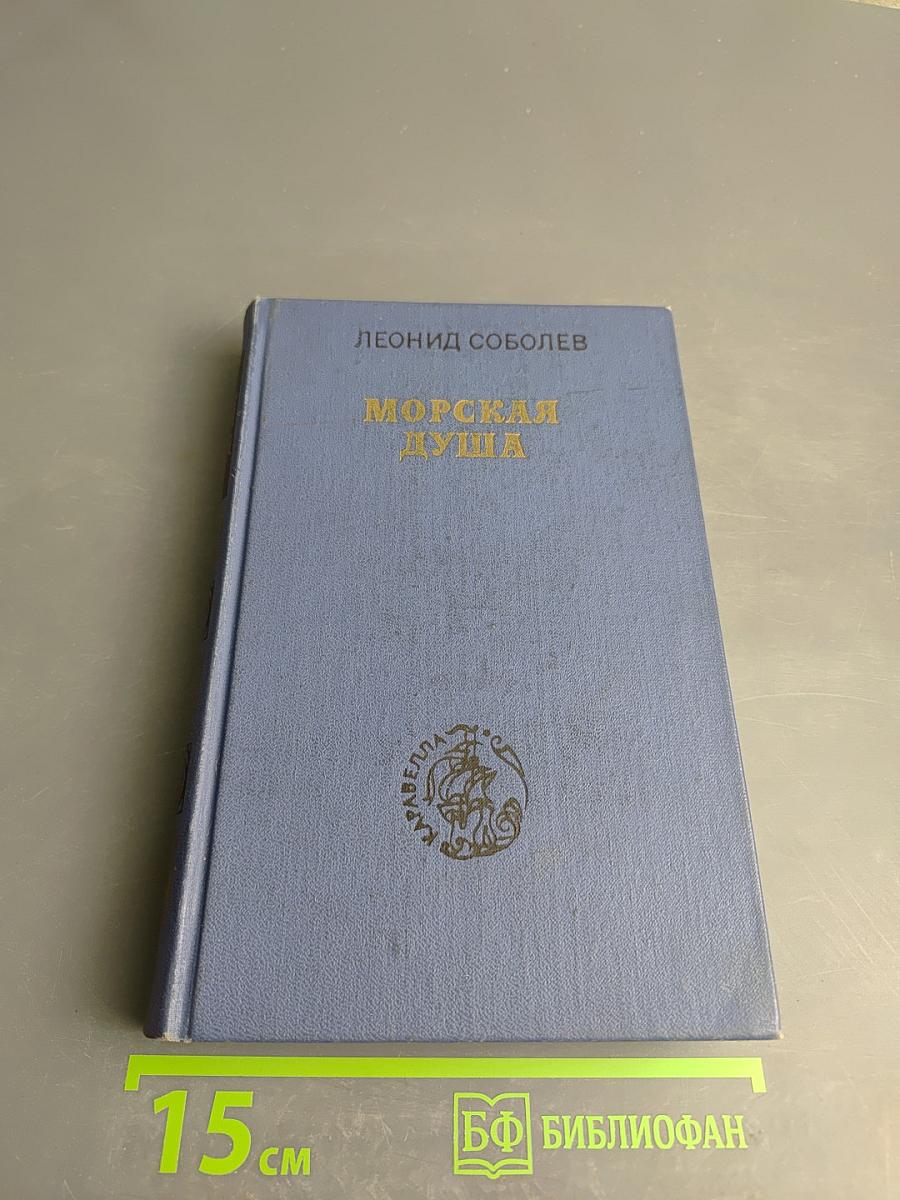 ЛЕОНИД СОБОЛЕВ
МОРСКАЯ
ДУША
КАРАВЕЛЛА
15 см
БФ БИБЛИОФАН